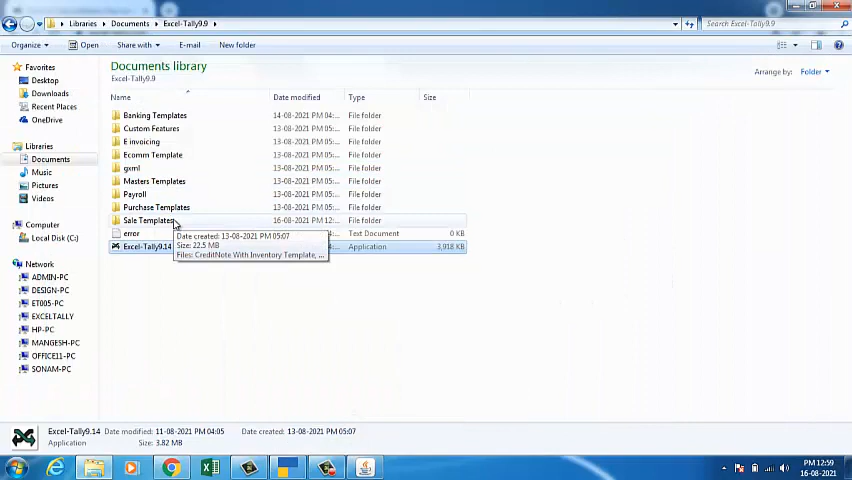 Libraries ▸ Documents ▸ Excel-Tally9.9 ▸
Search Excel-Tally9.9
Organize Open Share with E-mail New folder
Favorites
Desktop
Downloads
Recent Places
OneDrive
Libraries
Documents
Music
Pictures
Videos
Computer
Local Disk (C:)
Network
ADMIN-PC
DESIGN-PC
ET005-PC
EXCELTALLY
HP-PC
MANGESH-PC
OFFICE11-PC
SONAM-PC
Documents library
Excel-Tally9.9
Arrange by: Folder
Name Date modified Type Size
Banking Templates 14-08-2021 PM 04:... File folder
Custom Features 13-08-2021 PM 05:... File folder
E invoicing 13-08-2021 PM 05:... File folder
Ecomm Template 13-08-2021 PM 05:... File folder
gxml 13-08-2021 PM 05:... File folder
Masters Templates 13-08-2021 PM 05:... File folder
Payroll 13-08-2021 PM 05:... File folder
Purchase Templates 13-08-2021 PM 05:... File folder
Sale Templates 16-08-2021 PM 12:... File folder
error Text Document 0 KB
Excel-Tally9.14 Application 3,918 KB
Date created: 13-08-2021 PM 05:07
Size: 22.5 MB
Files: CreditNote With Inventory Template, ...
Excel-Tally9.14 Date modified: 11-08-2021 PM 04:05 Date created: 13-08-2021 PM 05:07
Application Size: 3.82 MB
PM 12:59
16-08-2021